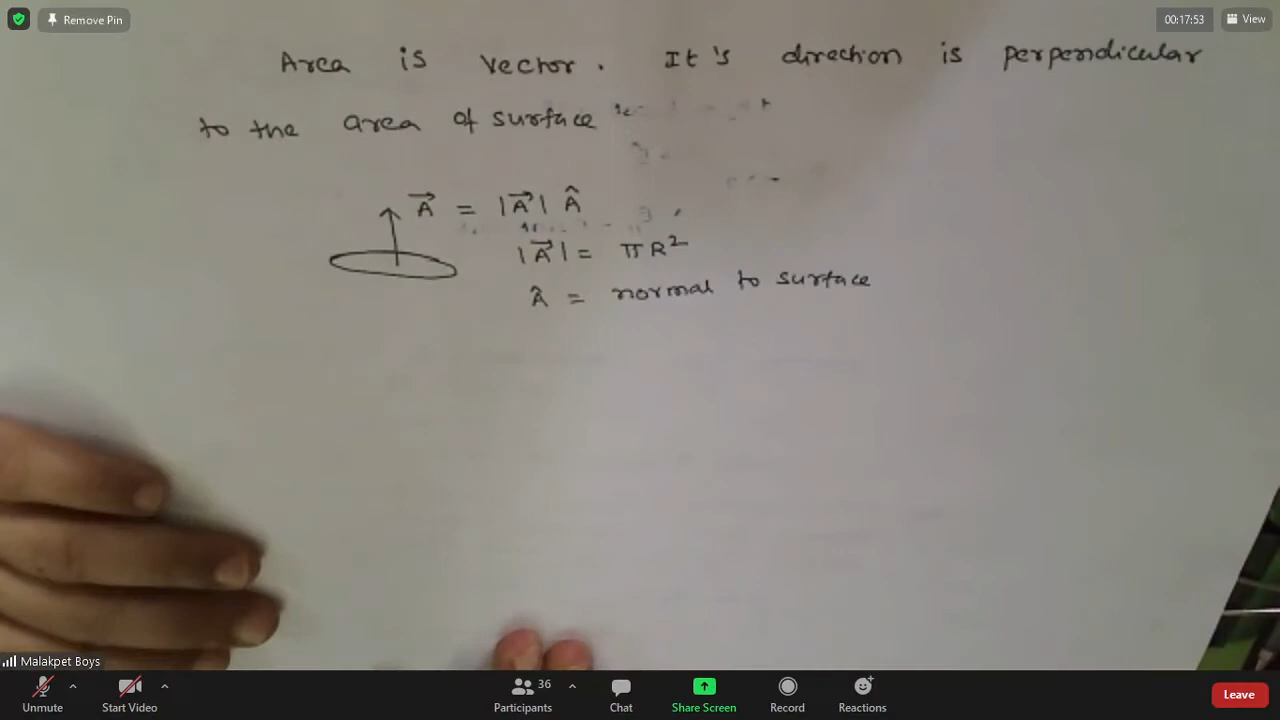 Remove Pin
00:17:53
View
Area is vector. It's direction is perpendicular
to the area of surface
A⃗ = |A⃗| Â
|A⃗| = πR²
Â = normal to surface
Malakpet Boys
Unmute
Start Video
36
Participants
Chat
Share Screen
Record
Reactions
Leave